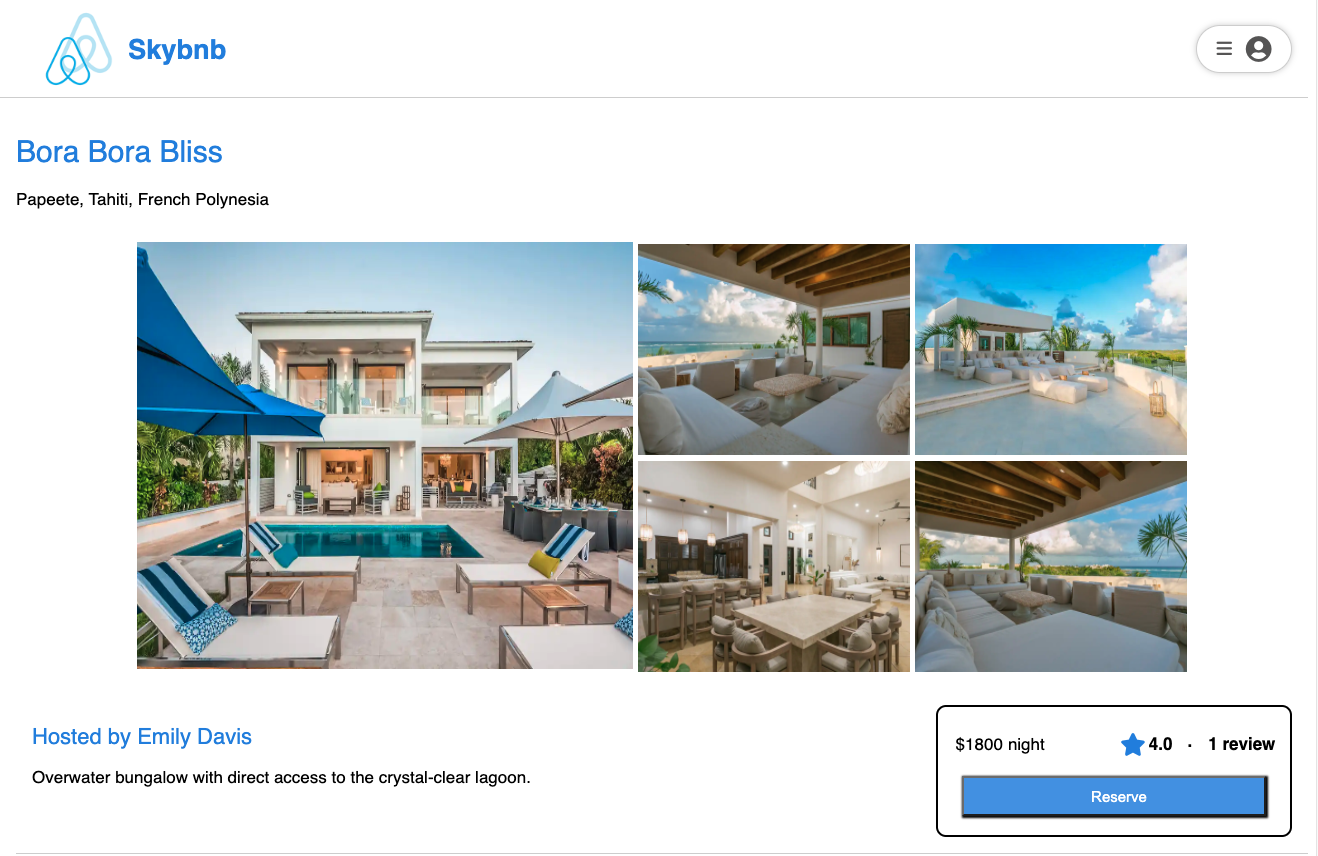 Skybnb
Bora Bora Bliss
Papeete, Tahiti, French Polynesia
Hosted by Emily Davis
Overwater bungalow with direct access to the crystal-clear lagoon.
$1800 night 4.0 · 1 review
Reserve